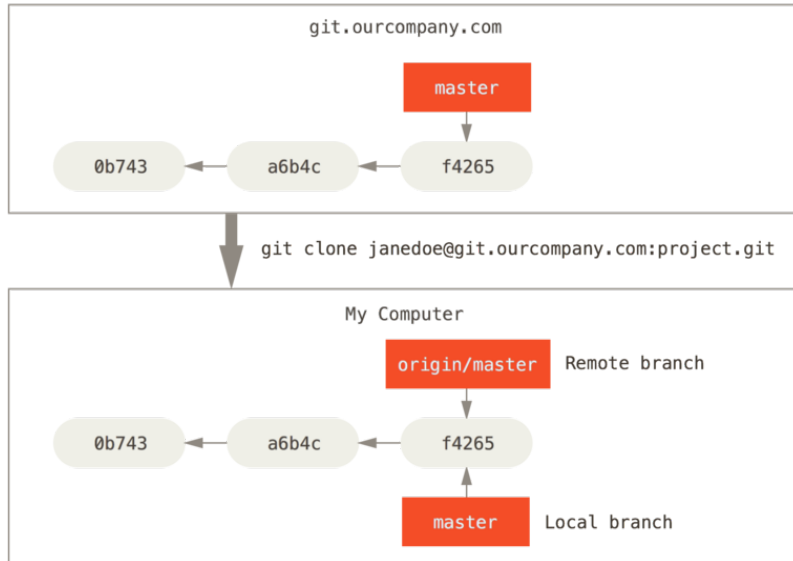 git.ourcompany.com
master
0b743 a6b4c f4265
git clone janedoe@git.ourcompany.com:project.git
My Computer
origin/master Remote branch
0b743 a6b4c f4265
master Local branch